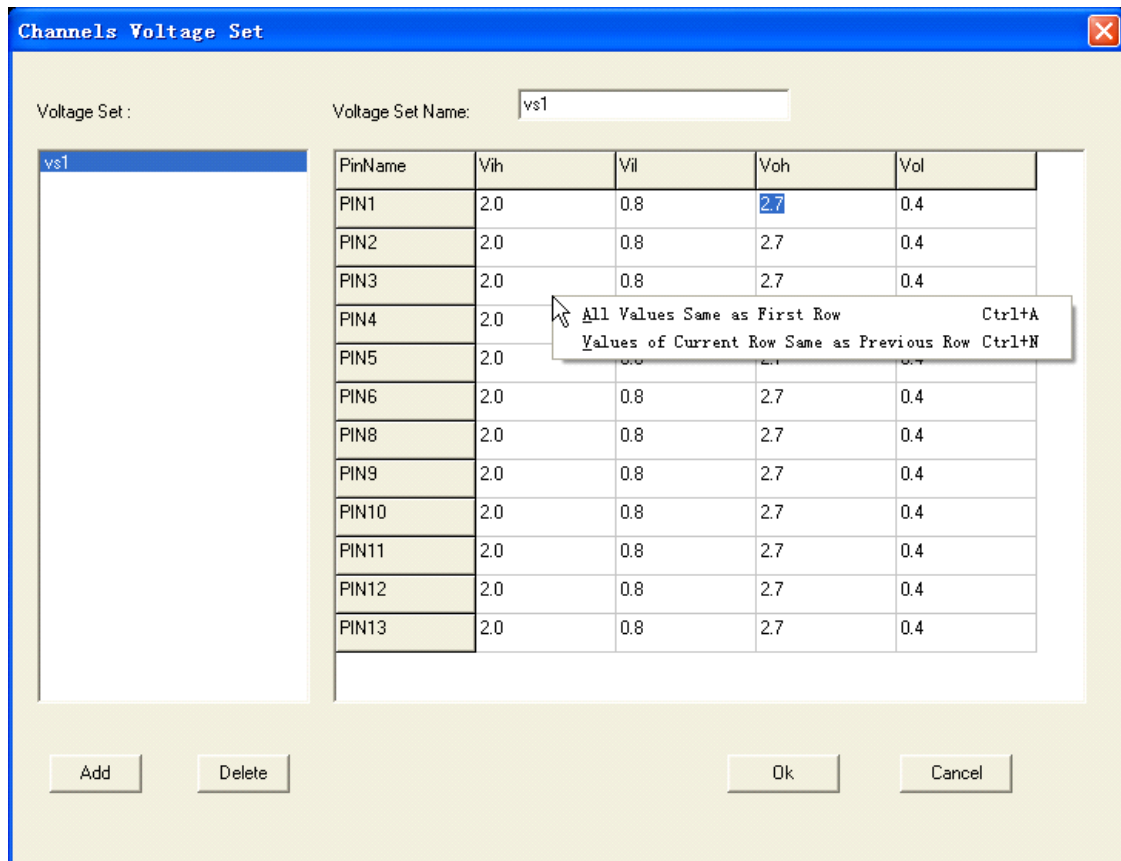 Channels Voltage Set
Voltage Set :
Voltage Set Name: vs1
vs1
PinName Vih Vil Voh Vol
PIN1 2.0 0.8 2.7 0.4
PIN2 2.0 0.8 2.7 0.4
PIN3 2.0 0.8 2.7 0.4
PIN4 2.0
All Values Same as First Row Ctrl+A
Values of Current Row Same as Previous Row Ctrl+N
PIN5 2.0
PIN6 2.0 0.8 2.7 0.4
PIN8 2.0 0.8 2.7 0.4
PIN9 2.0 0.8 2.7 0.4
PIN10 2.0 0.8 2.7 0.4
PIN11 2.0 0.8 2.7 0.4
PIN12 2.0 0.8 2.7 0.4
PIN13 2.0 0.8 2.7 0.4
Add Delete Ok Cancel